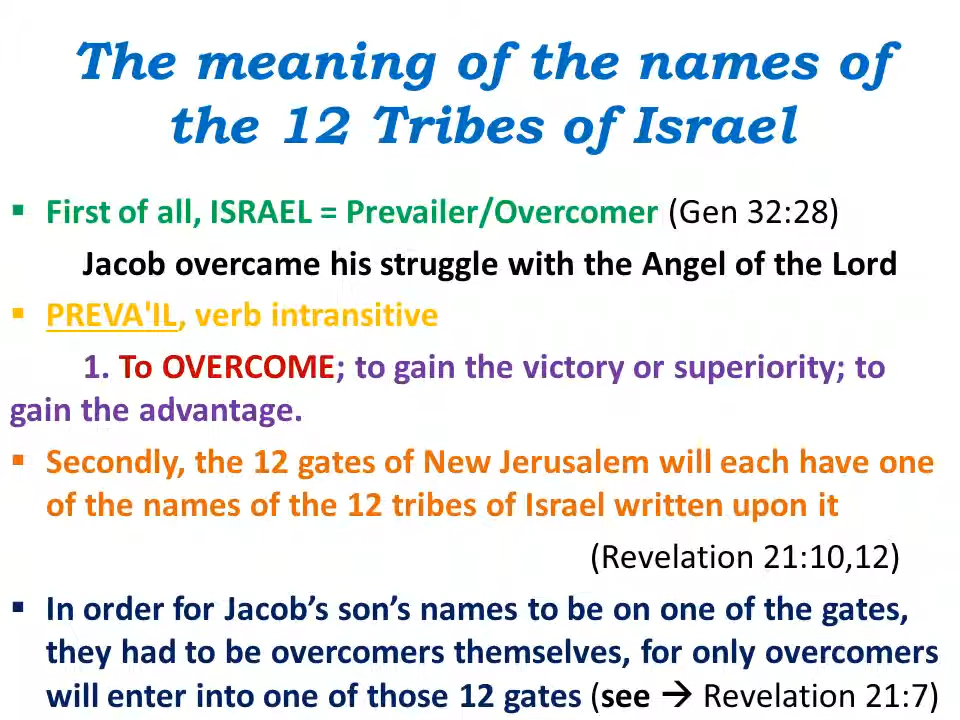 The meaning of the names of
the 12 Tribes of Israel
▪ First of all, ISRAEL = Prevailer/Overcomer (Gen 32:28)
Jacob overcame his struggle with the Angel of the Lord
▪ PREVA'IL, verb intransitive
1. To OVERCOME; to gain the victory or superiority; to
gain the advantage.
▪ Secondly, the 12 gates of New Jerusalem will each have one
of the names of the 12 tribes of Israel written upon it
(Revelation 21:10,12)
▪ In order for Jacob’s son’s names to be on one of the gates,
they had to be overcomers themselves, for only overcomers
will enter into one of those 12 gates (see → Revelation 21:7)